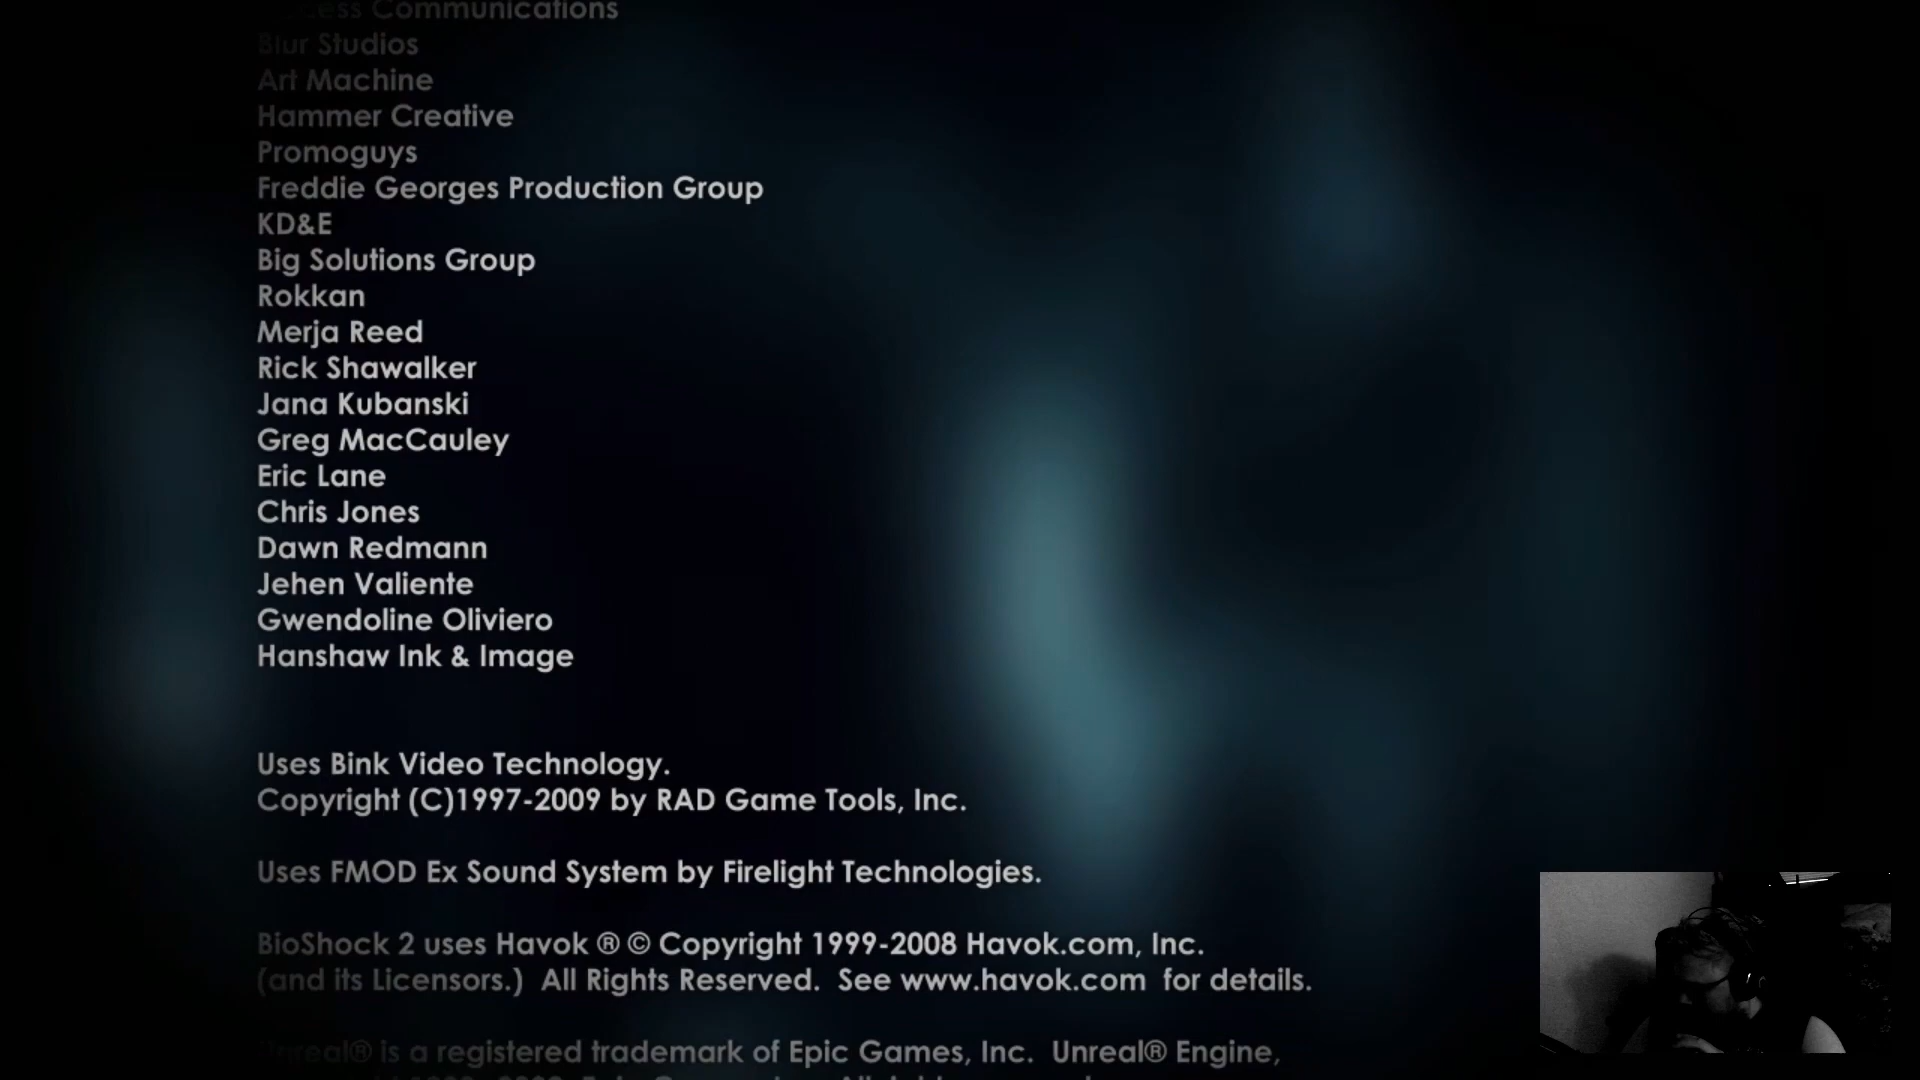 Communications
Blur Studios
Art Machine
Hammer Creative
Promoguys
Freddie Georges Production Group
KD&E
Big Solutions Group
Rokkan
Merja Reed
Rick Shawalker
Jana Kubanski
Greg MacCauley
Eric Lane
Chris Jones
Dawn Redmann
Jehen Valiente
Gwendoline Oliviero
Hanshaw Ink & Image
Uses Bink Video Technology.
Copyright (C)1997-2009 by RAD Game Tools, Inc.
Uses FMOD Ex Sound System by Firelight Technologies.
BioShock 2 uses Havok ® © Copyright 1999-2008 Havok.com, Inc.
(and its Licensors.) All Rights Reserved. See www.havok.com for details.
Unreal® is a registered trademark of Epic Games, Inc. Unreal® Engine,